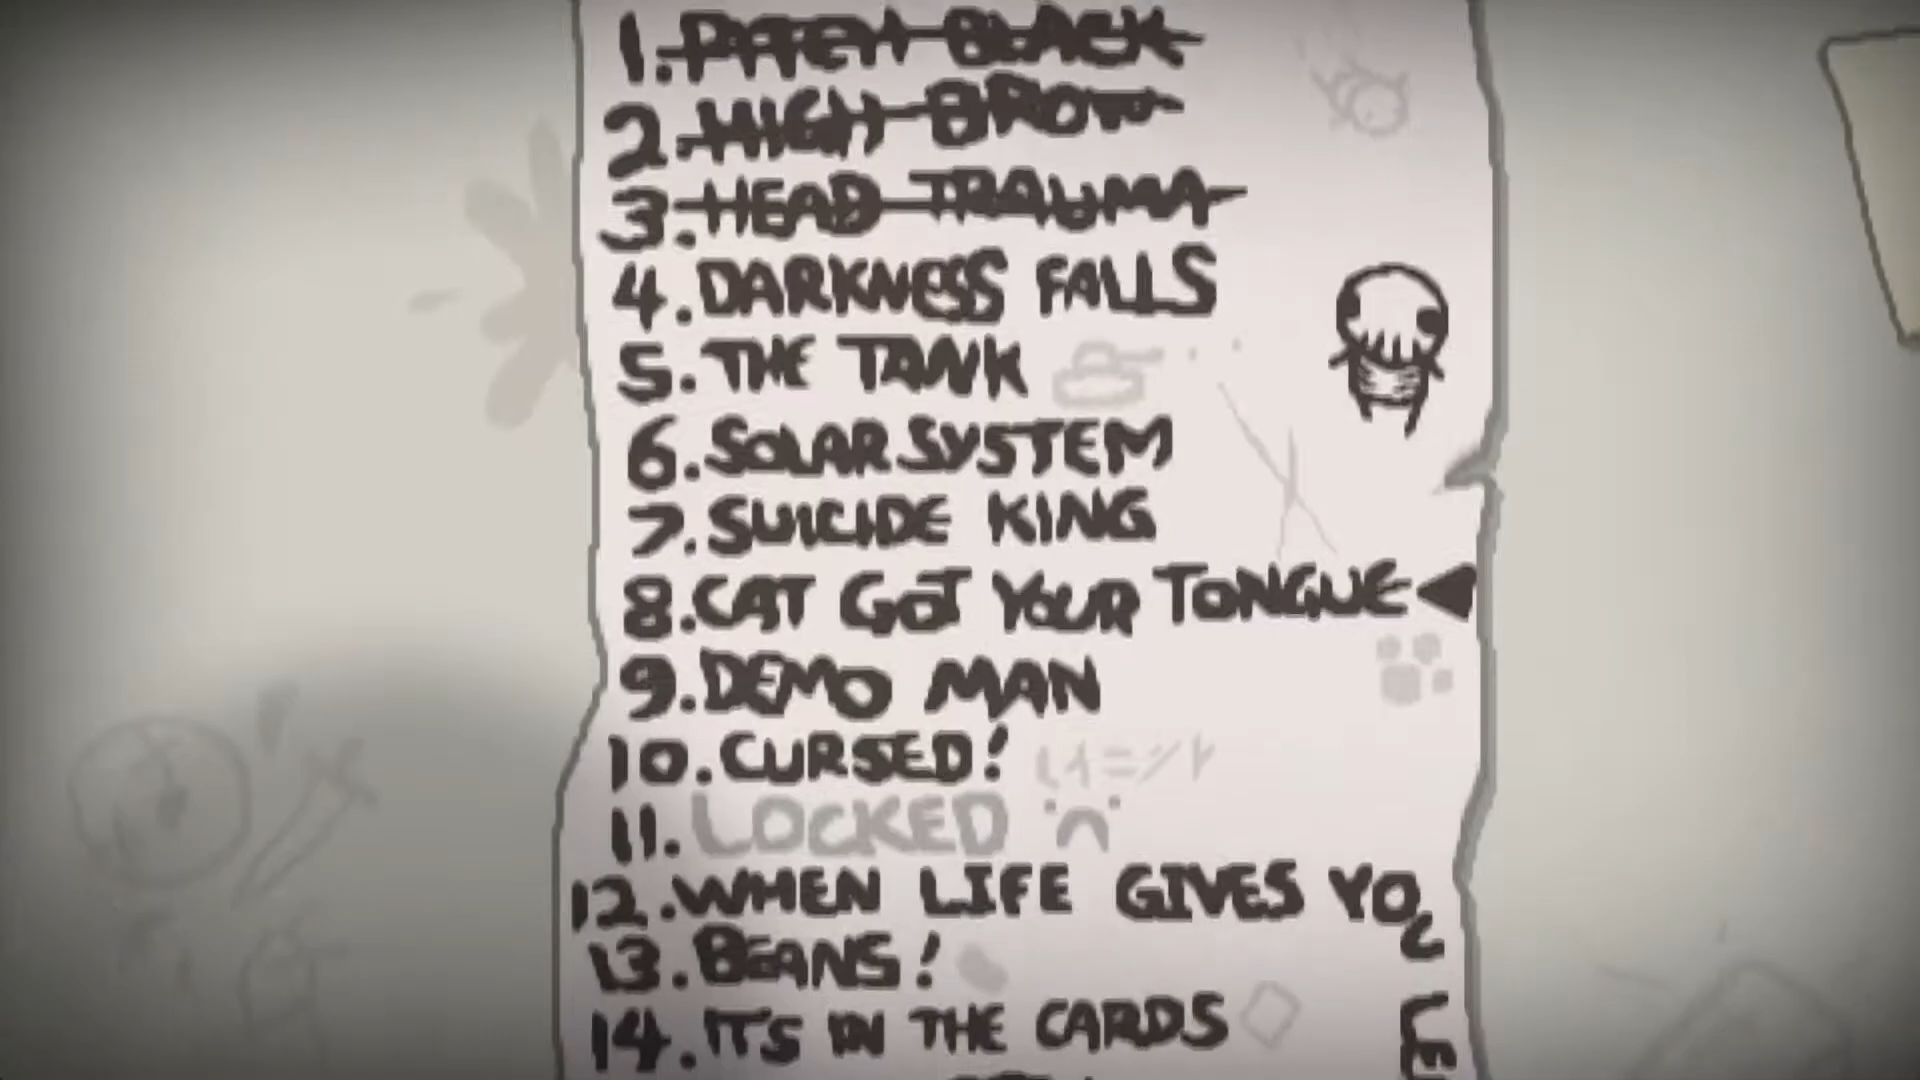 1. PITCH BLACK
2. HIGH BROW
3. HEAD TRAUMA
4. DARKNESS FALLS
5. THE TANK
6. SOLAR SYSTEM
7. SUICIDE KING
8. CAT GOT YOUR TONGUE
9. DEMO MAN
10. CURSED!
11. LOCKED
12. WHEN LIFE GIVES YOU LE
13. BEANS!
14. IT'S IN THE CARDS